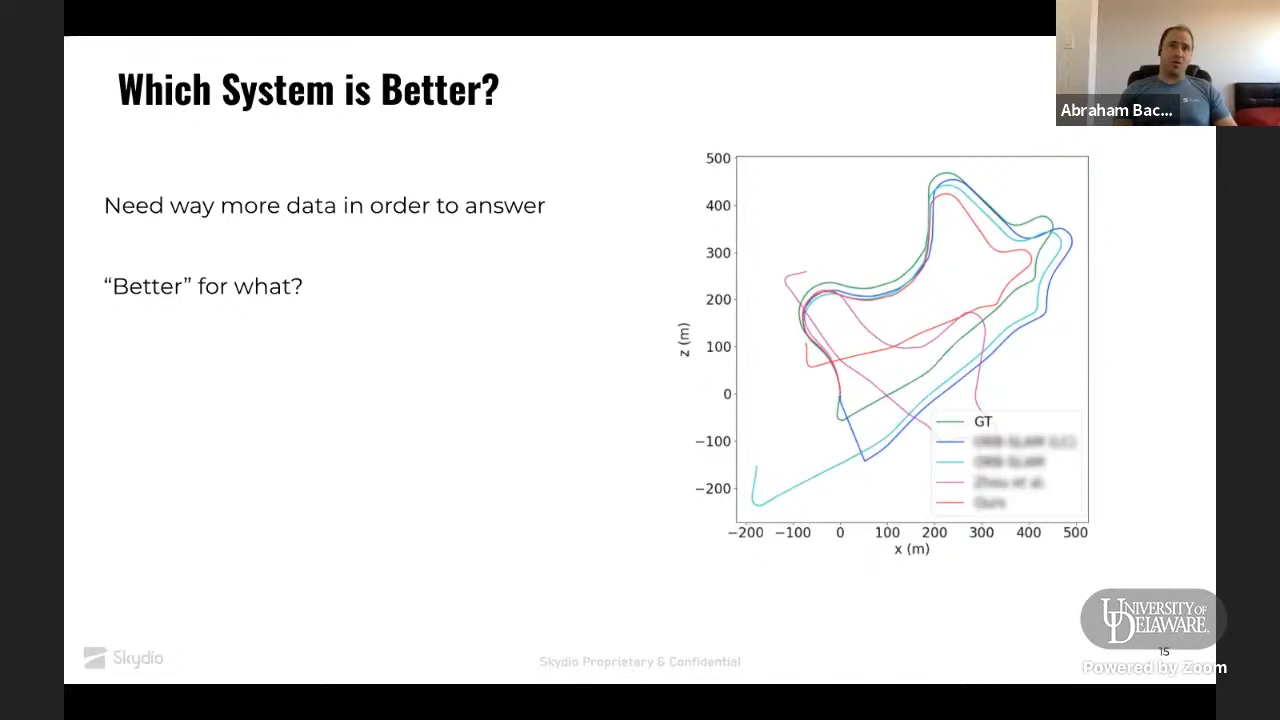 Which System is Better?
Abraham Bac...
Need way more data in order to answer
“Better” for what?
500
400
300
200
100
0
−100
−200
z (m)
−200 −100 0 100 200 300 400 500
x (m)
GT
UNIVERSITY OF
DELAWARE.
Skydio
Skydio Proprietary & Confidential
15
Powered by Zoom